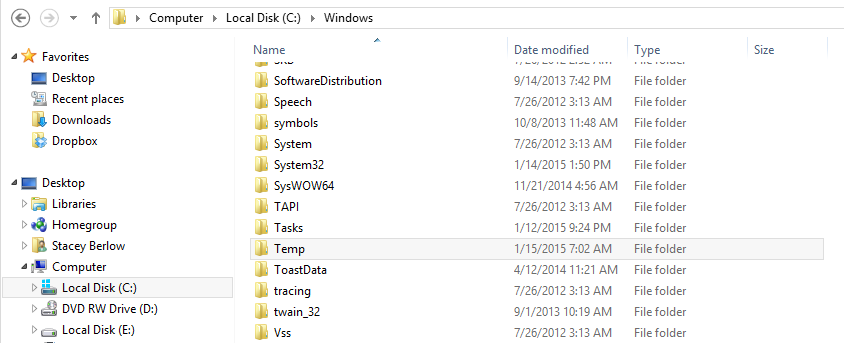 Computer Local Disk (C:) Windows
Name Date modified Type Size
Favorites
Desktop
Recent places
Downloads
Dropbox
Desktop
Libraries
Homegroup
Stacey Berlow
Computer
Local Disk (C:)
DVD RW Drive (D:)
Local Disk (E:)
SoftwareDistribution 9/14/2013 7:42 PM File folder
Speech 7/26/2012 3:13 AM File folder
symbols 10/8/2013 11:48 AM File folder
System 7/26/2012 3:13 AM File folder
System32 1/14/2015 1:50 PM File folder
SysWOW64 11/21/2014 4:56 AM File folder
TAPI 7/26/2012 3:13 AM File folder
Tasks 1/12/2015 9:24 PM File folder
Temp 1/15/2015 7:02 AM File folder
ToastData 4/12/2014 11:21 AM File folder
tracing 7/26/2012 3:13 AM File folder
twain_32 9/1/2013 10:19 AM File folder
Vss 7/26/2012 3:13 AM File folder